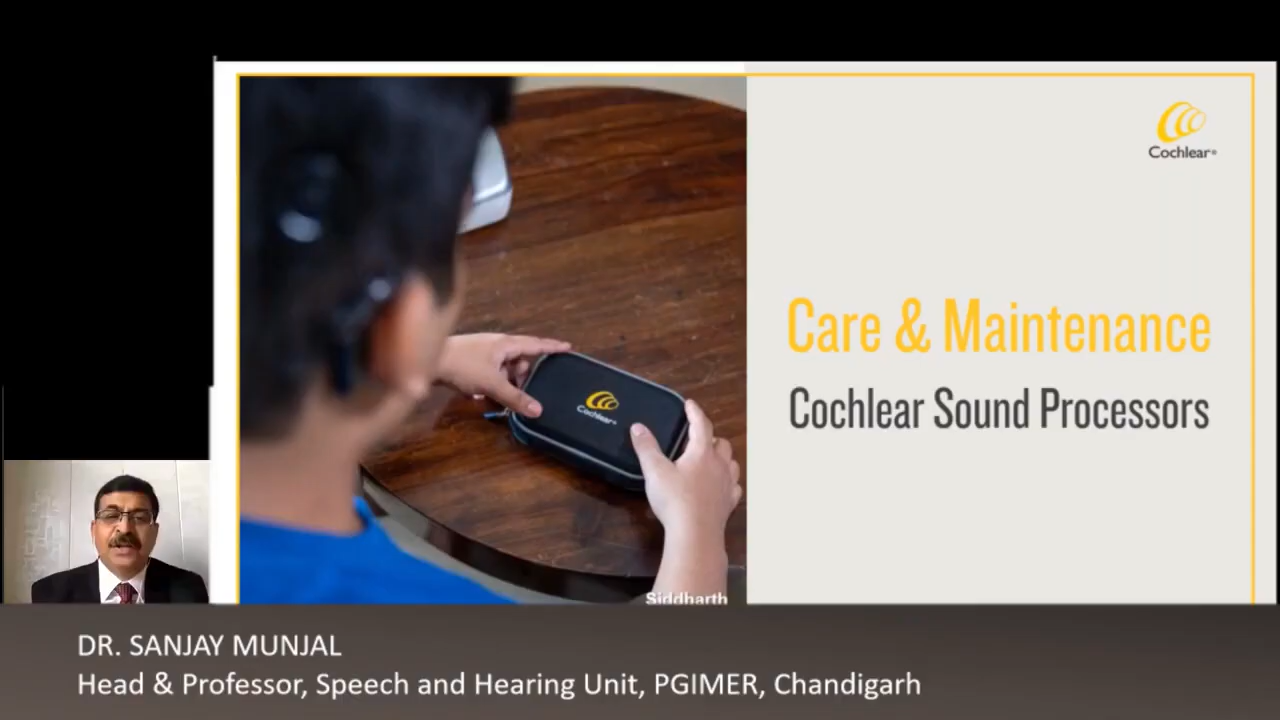 Cochlear®
Care & Maintenance
Cochlear Sound Processors
Cochlear®
Siddharth
DR. SANJAY MUNJAL
Head & Professor, Speech and Hearing Unit, PGIMER, Chandigarh